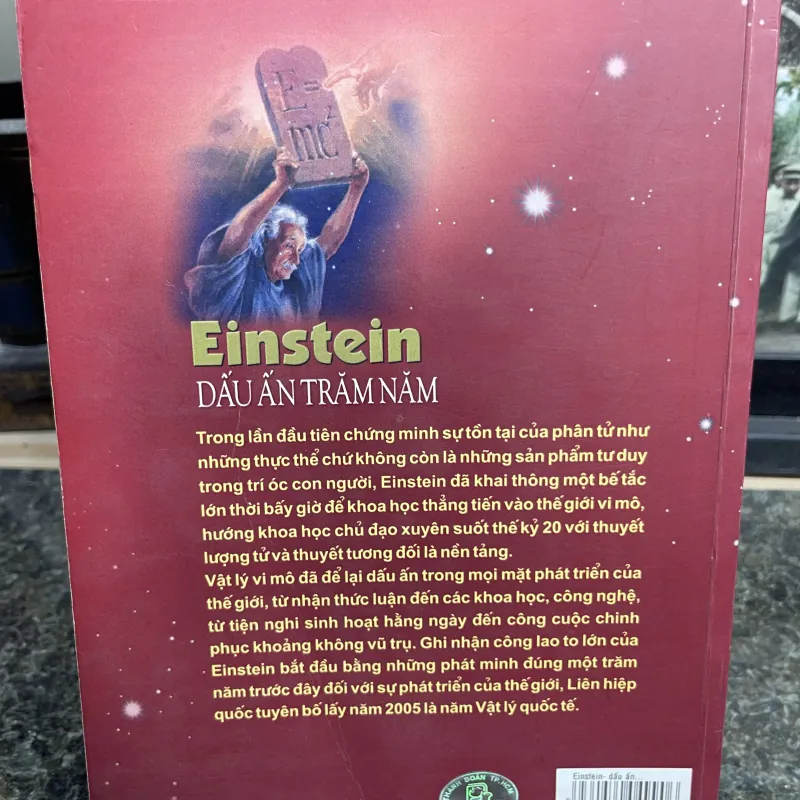 E=
mc²
Einstein
DẤU ẤN TRĂM NĂM
Trong lần đầu tiên chứng minh sự tồn tại của phân tử như
những thực thể chứ không còn là những sản phẩm tư duy
trong trí óc con người, Einstein đã khai thông một bế tắc
lớn thời bấy giờ để khoa học thẳng tiến vào thế giới vi mô,
hướng khoa học chủ đạo xuyên suốt thế kỷ 20 với thuyết
lượng tử và thuyết tương đối là nền tảng.
Vật lý vi mô đã để lại dấu ấn trong mọi mặt phát triển của
thế giới, từ nhận thức luận đến các khoa học, công nghệ,
từ tiện nghi sinh hoạt hằng ngày đến công cuộc chinh
phục khoảng không vũ trụ. Ghi nhận công lao to lớn của
Einstein bắt đầu bằng những phát minh đúng một trăm
năm trước đây đối với sự phát triển của thế giới, Liên hiệp
quốc tuyên bố lấy năm 2005 là năm Vật lý quốc tế.
THÀNH ĐOÀN TP.HCM
Einstein- dấu ấn...